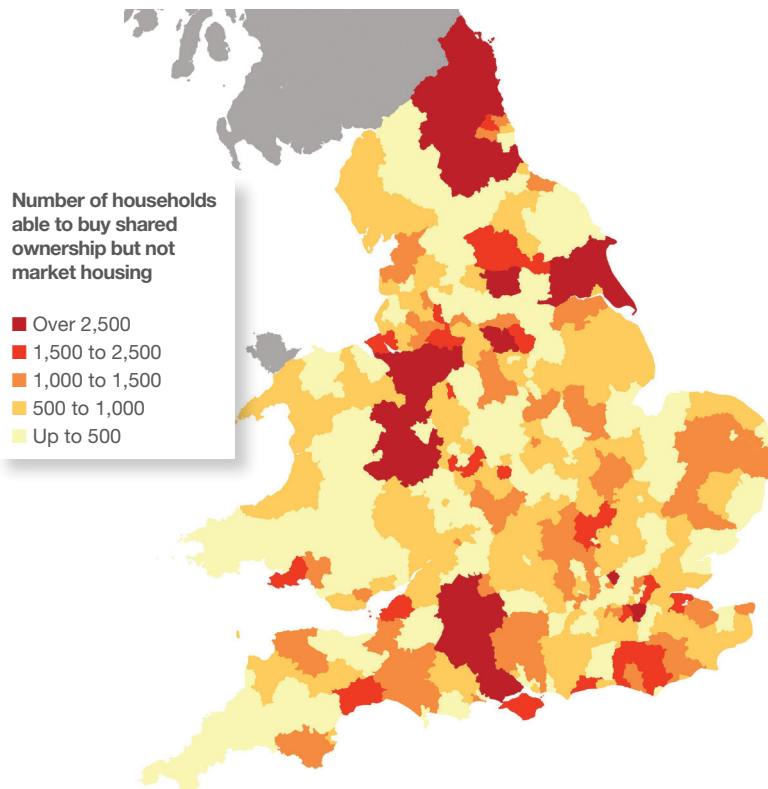 Number of households
able to buy shared
ownership but not
market housing
Over 2,500
1,500 to 2,500
1,000 to 1,500
500 to 1,000
Up to 500